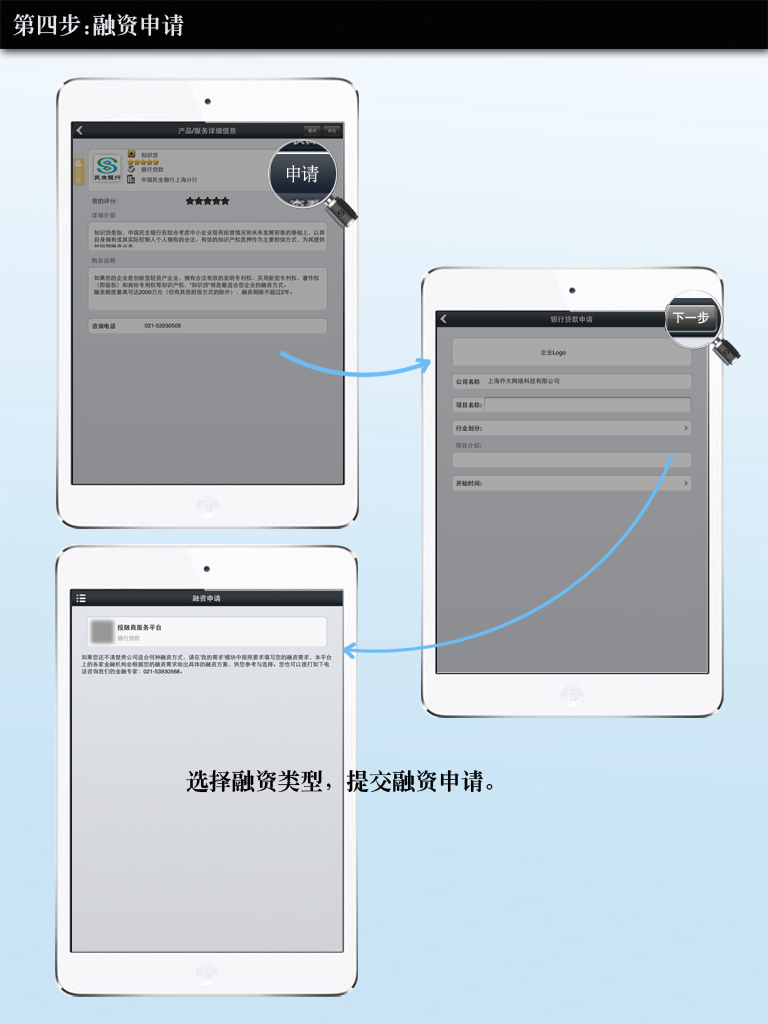 第四步:融资申请
产品/服务详细信息
申请
知识贷
银行贷款
民生银行
中国民生银行上海分行
我的评分: ★★★★★
详细介绍
知识贷是指，中国民生银行在综合考虑中小企业现有经营情况和未来发展前景的基础上，以其
自身拥有或其实际控制人个人拥有的合法、有效的知识产权质押作为主要担保方式，为其提供
购买说明
如果您的企业是创新型轻资产企业，拥有合法有效的发明专利权、实用新型专利权、著作权
（即版权）和商标专用权等知识产权，“知识贷”将是最适合您企业的融资方式。
融资额度最高可达2000万元（但有其他担保方式的除外），融资期限不超过2年。
咨询电话 021-53930509
银行贷款申请
下一步
企业Logo
公司名称 上海乔太网络科技有限公司
项目名称:
行业划分:
项目介绍:
开始时间:
融资申请
投融商服务平台
银行贷款
如果您还不清楚贵公司适合何种融资方式，请在“我的需求”模块中按照要求填写您的融资需求，本平台
上的各家金融机构会根据您的融资需求给出具体的融资方案，供您参考与选择。您也可以拨打如下电
话咨询我们的金融专家：021-53930568。
选择融资类型，提交融资申请。